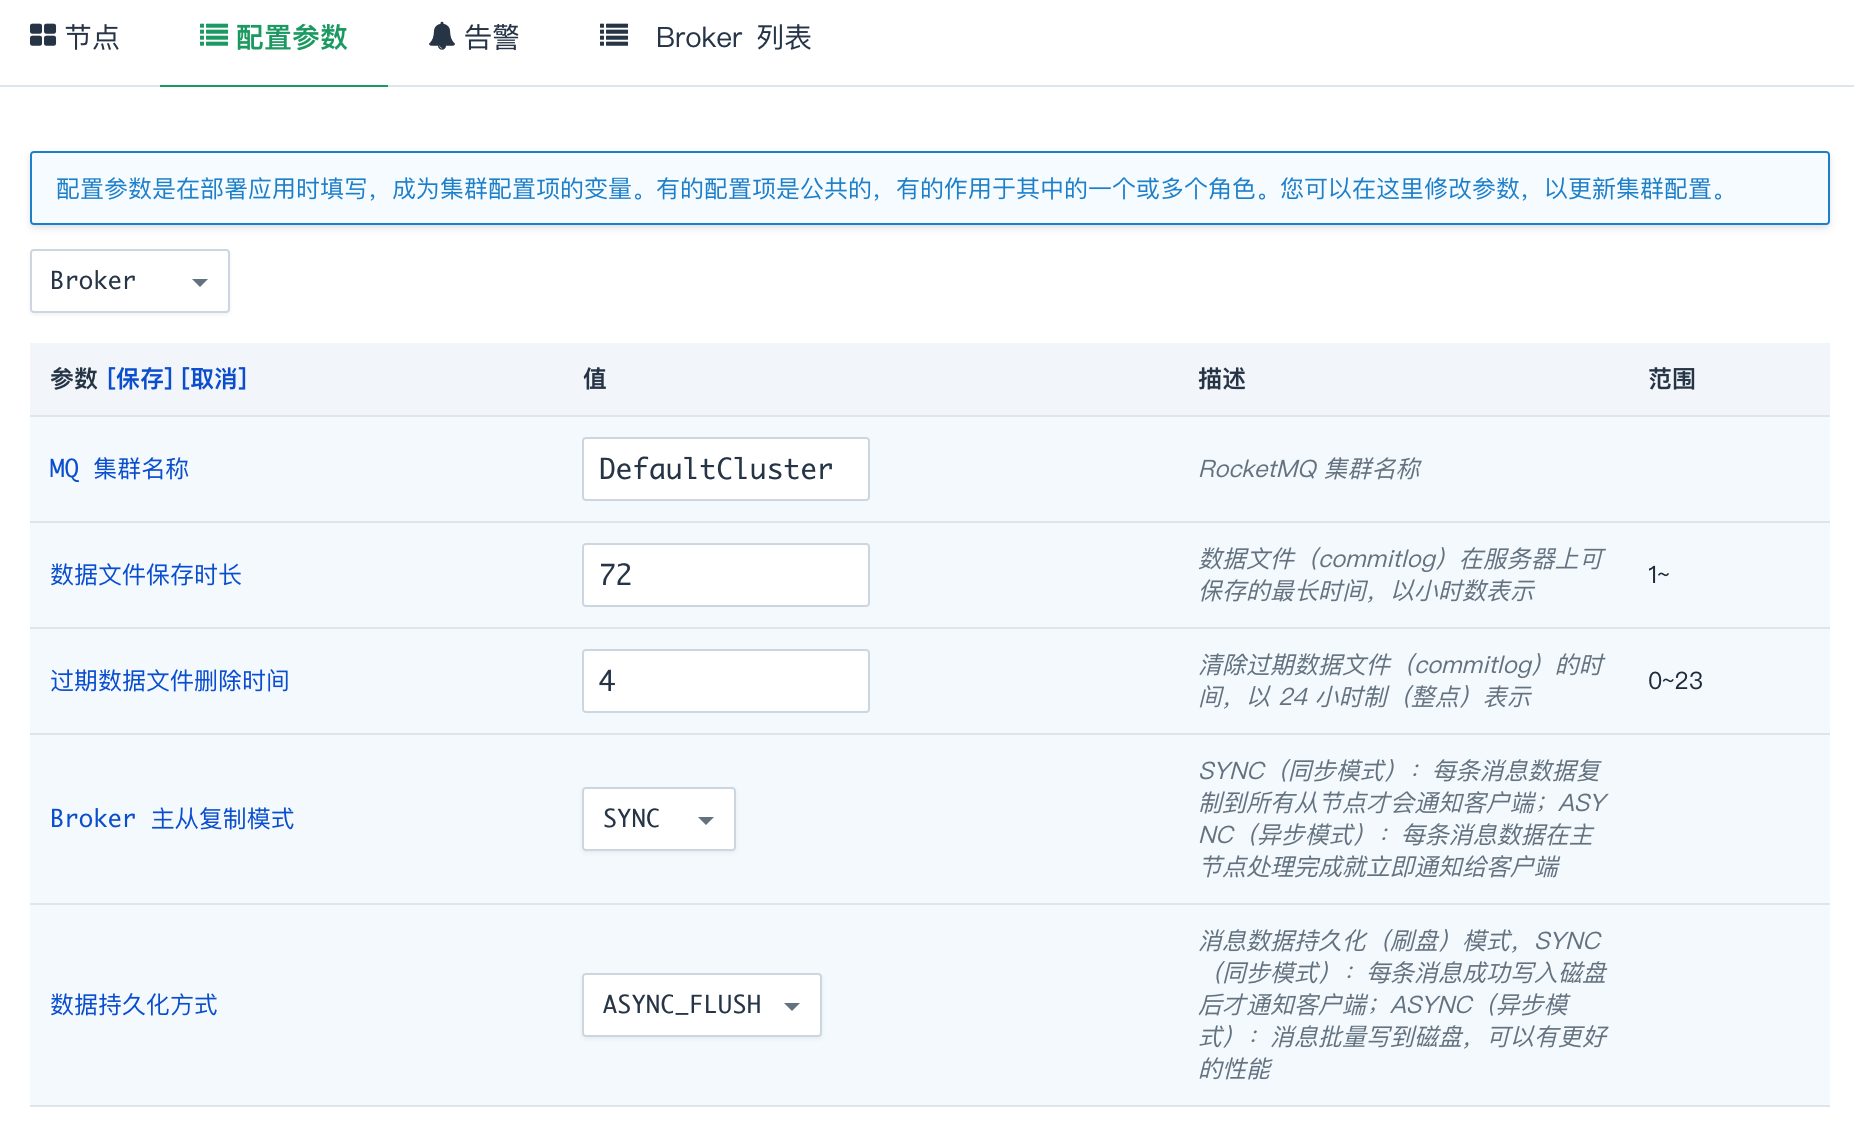 节点 配置参数 告警 Broker 列表
配置参数是在部署应用时填写，成为集群配置项的变量。有的配置项是公共的，有的作用于其中的一个或多个角色。您可以在这里修改参数，以更新集群配置。
Broker
参数 [保存] [取消] 值 描述 范围
MQ 集群名称 DefaultCluster RocketMQ 集群名称
数据文件保存时长 72 数据文件（commitlog）在服务器上可
保存的最长时间，以小时数表示 1~
过期数据文件删除时间 4 清除过期数据文件（commitlog）的时
间，以 24 小时制（整点）表示 0~23
Broker 主从复制模式 SYNC SYNC（同步模式）：每条消息数据复
制到所有从节点才会通知客户端；ASY
NC（异步模式）：每条消息数据在主
节点处理完成就立即通知给客户端
数据持久化方式 ASYNC_FLUSH 消息数据持久化（刷盘）模式，SYNC
（同步模式）：每条消息成功写入磁盘
后才通知客户端；ASYNC（异步模
式）：消息批量写到磁盘，可以有更好
的性能